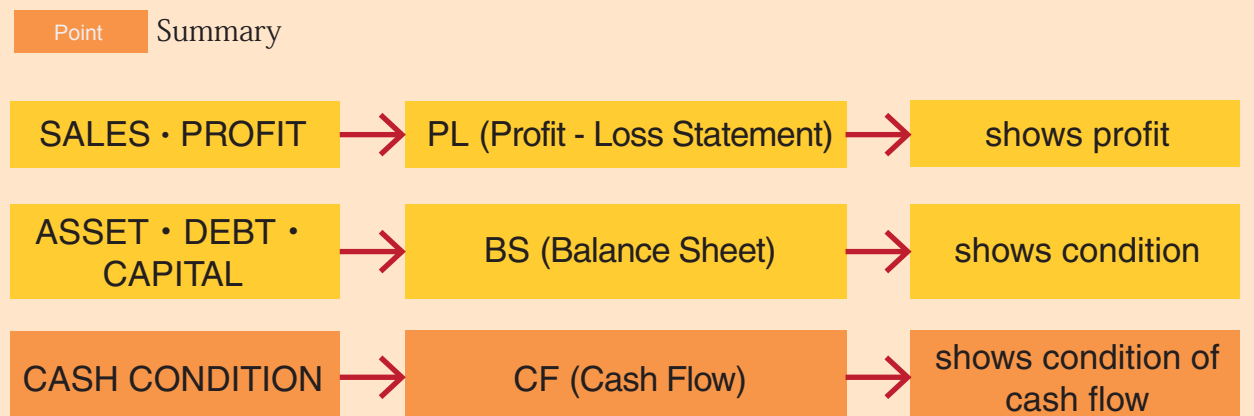 Point Summary
SALES・PROFIT
PL (Profit - Loss Statement)
shows profit
ASSET・DEBT・
CAPITAL
BS (Balance Sheet)
shows condition
CASH CONDITION
CF (Cash Flow)
shows condition of
cash flow